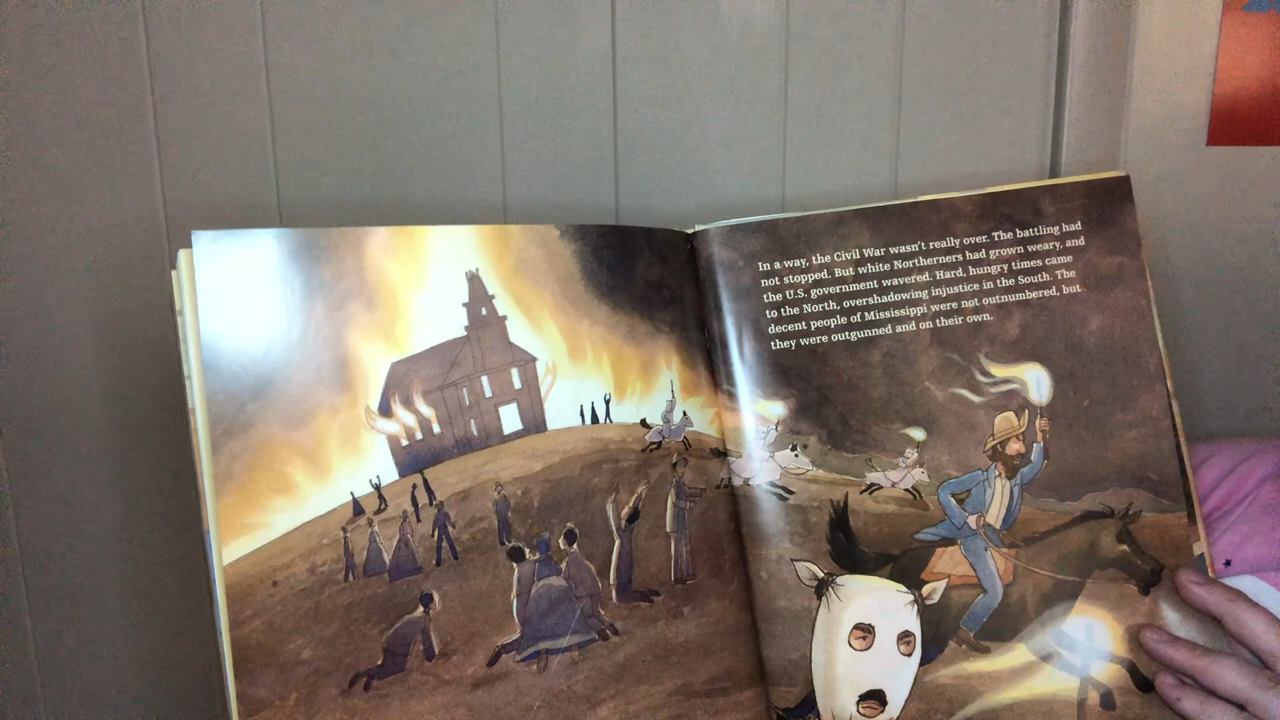 In a way, the Civil War wasn't really over. The battling had
not stopped. But white Northerners had grown weary, and
the U.S. government wavered. Hard, hungry times came
to the North, overshadowing injustice in the South. The
decent people of Mississippi were not outnumbered, but
they were outgunned and on their own.